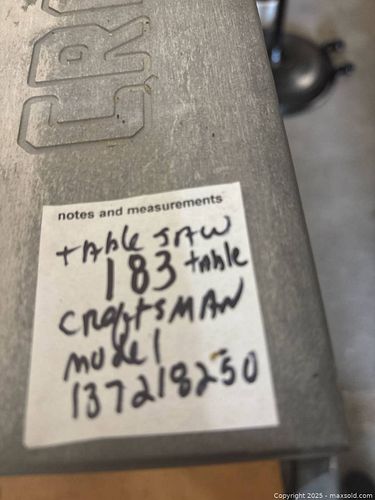 CR
notes and measurements
tAble SAW
183 tAble
CRAftsMAN
model
137218250
Copyright 2025 - maxsold.com